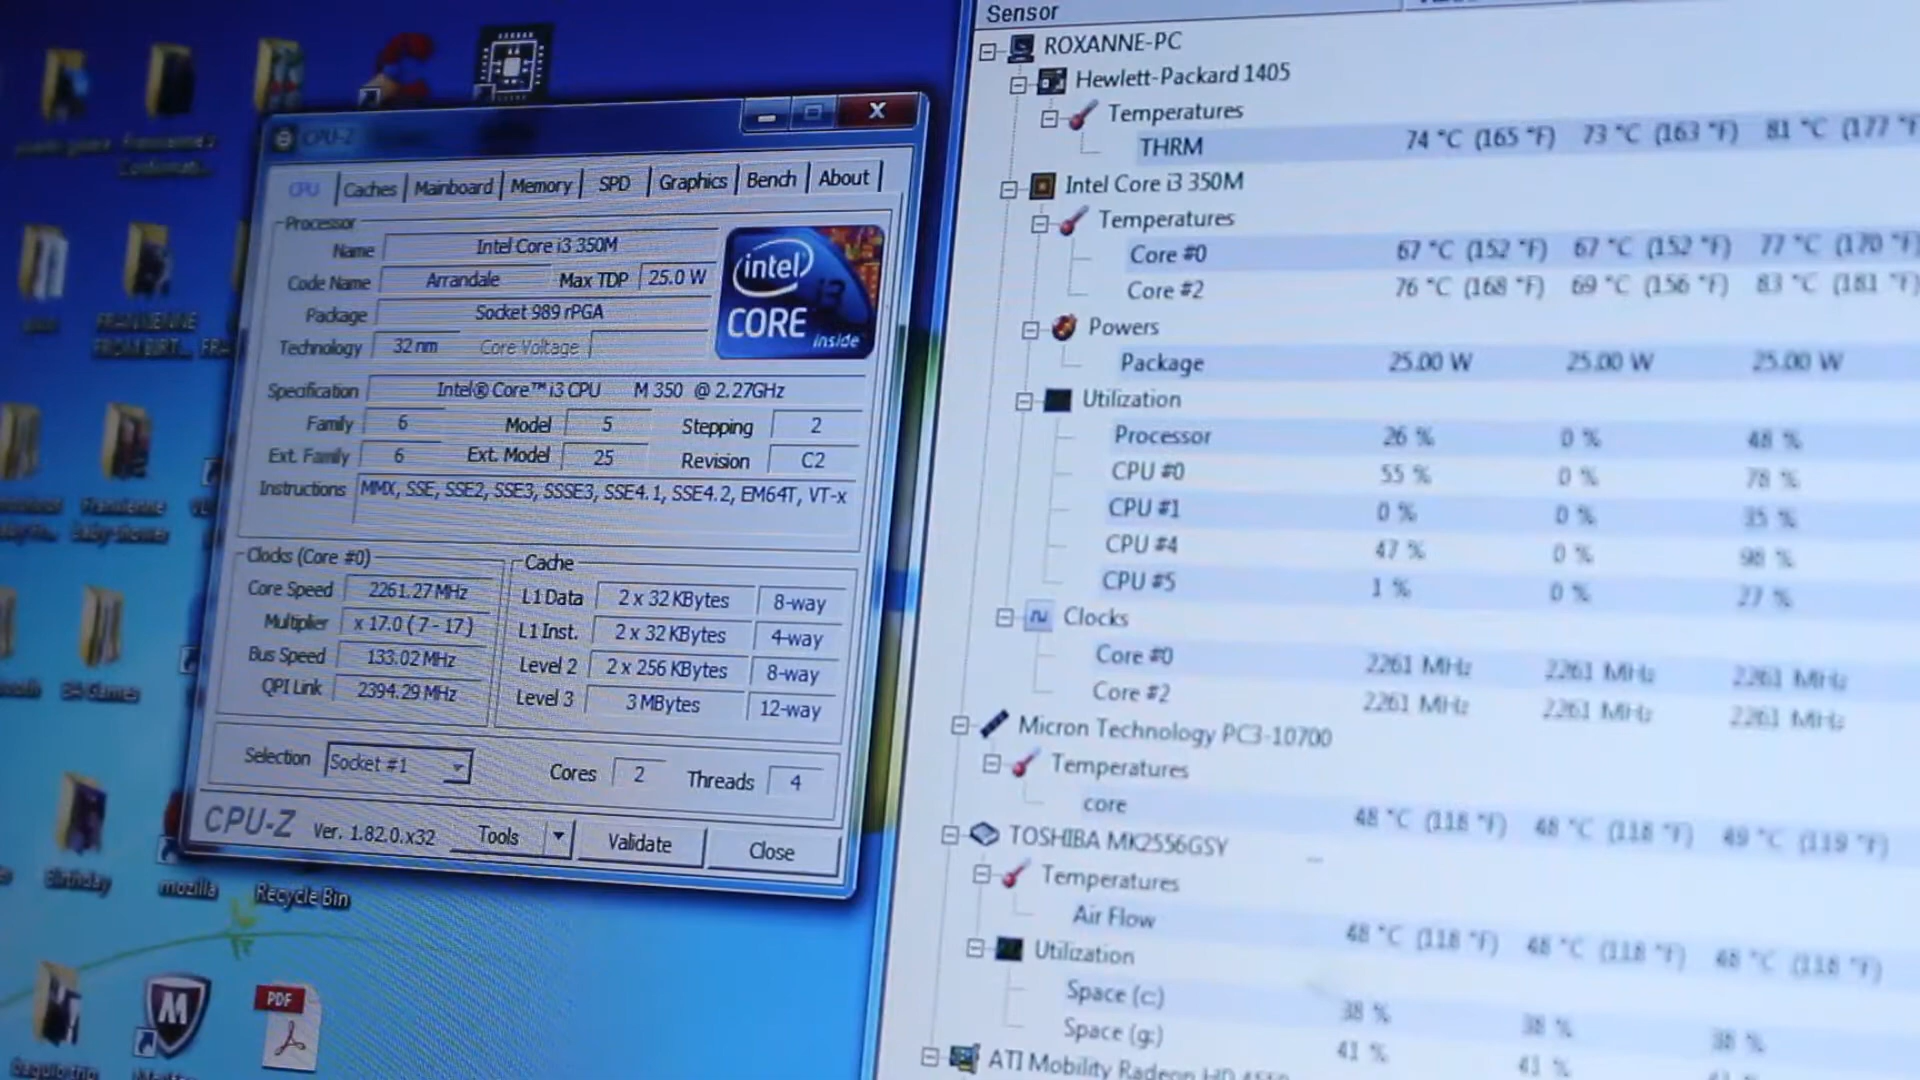 CPU-Z
CPU Caches Mainboard Memory SPD Graphics Bench About
Processor
Name Intel Core i3 350M
Code Name Arrandale Max TDP 25.0 W
Package Socket 989 rPGA
Technology 32 nm Core Voltage
intel
CORE i3
inside
Specification Intel® Core™ i3 CPU M 350 @ 2.27GHz
Family 6 Model 5 Stepping 2
Ext. Family 6 Ext. Model 25 Revision C2
Instructions MMX, SSE, SSE2, SSE3, SSSE3, SSE4.1, SSE4.2, EM64T, VT-x
Clocks (Core #0)
Core Speed 2261.27 MHz
Multiplier x 17.0 ( 7 - 17 )
Bus Speed 133.02 MHz
QPI Link 2394.29 MHz
Cache
L1 Data 2 x 32 KBytes 8-way
L1 Inst. 2 x 32 KBytes 4-way
Level 2 2 x 256 KBytes 8-way
Level 3 3 MBytes 12-way
Selection Socket #1 Cores 2 Threads 4
CPU-Z Ver. 1.82.0.x32 Tools Validate Close
Birthday mozilla Recycle Bin
PDF
Sensor
ROXANNE-PC
Hewlett-Packard 1405
Temperatures
THRM 74 °C (165 °F) 73 °C (163 °F) 81 °C (177 °F
Intel Core i3 350M
Temperatures
Core #0 67 °C (152 °F) 67 °C (152 °F) 77 °C (170 °F)
Core #2 76 °C (168 °F) 69 °C (156 °F) 83 °C (181 °F)
Powers
Package 25.00 W 25.00 W 25.00 W
Utilization
Processor 26 % 0 % 48 %
CPU #0 55 % 0 % 78 %
CPU #1 0 % 0 % 35 %
CPU #4 47 % 0 % 98 %
CPU #5 1 % 0 % 27 %
Clocks
Core #0 2261 MHz 2261 MHz 2261 MHz
Core #2 2261 MHz 2261 MHz 2261 MHz
Micron Technology PC3-10700
Temperatures
core 48 °C (118 °F) 48 °C (118 °F) 49 °C (119 °F)
TOSHIBA MK2556GSY
Temperatures
Air Flow 48 °C (118 °F) 48 °C (118 °F) 48 °C (118 °F)
Utilization
Space (c:) 38 % 38 % 38 %
Space (g:) 41 % 41 %
ATI Mobility Radeon HD